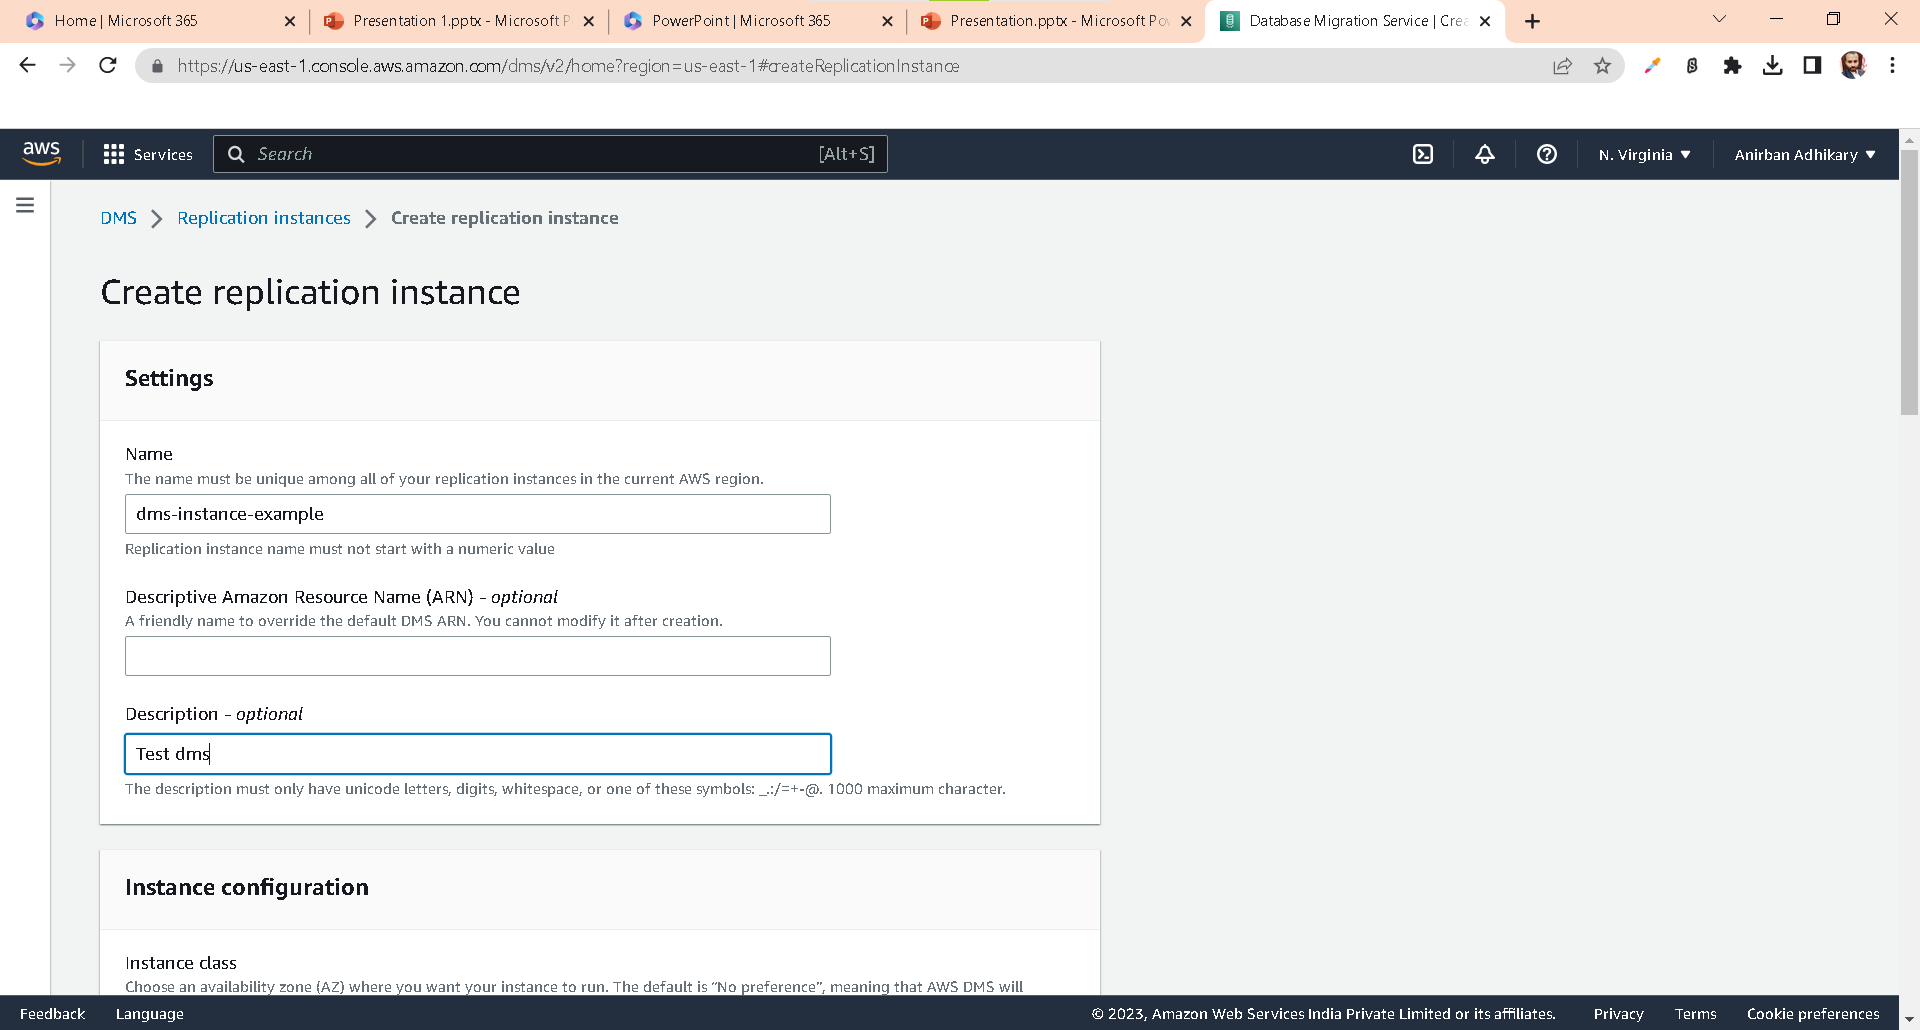 Home | Microsoft 365
Presentation 1.pptx - Microsoft P
PowerPoint | Microsoft 365
Presentation.pptx - Microsoft Po
Database Migration Service | Crea
https://us-east-1.console.aws.amazon.com/dms/v2/home?region=us-east-1#createReplicationInstance
aws
Services
Search
[Alt+S]
N. Virginia
Anirban Adhikary
DMS
Replication instances
Create replication instance
Create replication instance
Settings
Name
The name must be unique among all of your replication instances in the current AWS region.
dms-instance-example
Replication instance name must not start with a numeric value
Descriptive Amazon Resource Name (ARN) - optional
A friendly name to override the default DMS ARN. You cannot modify it after creation.
Description - optional
Test dms
The description must only have unicode letters, digits, whitespace, or one of these symbols: _.:/=+-@. 1000 maximum character.
Instance configuration
Instance class
Choose an availability zone (AZ) where you want your instance to run. The default is “No preference”, meaning that AWS DMS will
Feedback
Language
© 2023, Amazon Web Services India Private Limited or its affiliates.
Privacy
Terms
Cookie preferences